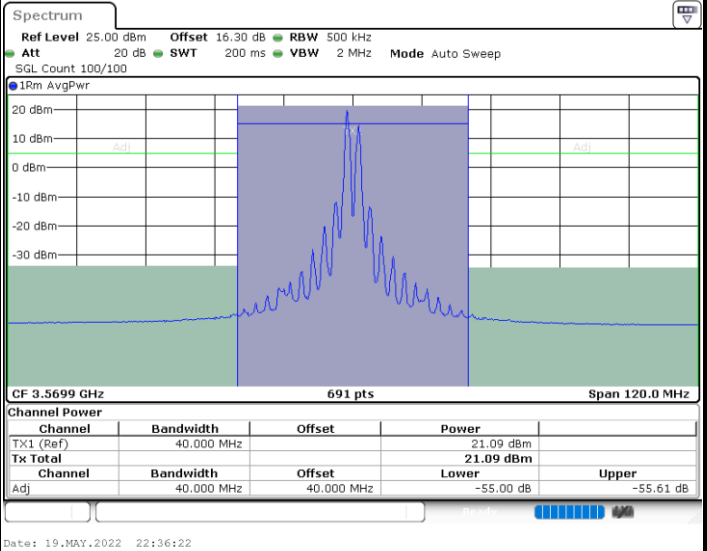 Spectrum
Ref Level 25.00 dBm Offset 16.30 dB RBW 500 kHz
Att 20 dB SWT 200 ms VBW 2 MHz Mode Auto Sweep
SGL Count 100/100
1Rm AvgPwr
20 dBm
10 dBm
Adj Adj
0 dBm
-10 dBm
-20 dBm
-30 dBm
CF 3.5699 GHz 691 pts Span 120.0 MHz
Channel Power
Channel Bandwidth Offset Power
TX1 (Ref) 40.000 MHz 21.09 dBm
Tx Total 21.09 dBm
Channel Bandwidth Offset Lower Upper
Adj 40.000 MHz 40.000 MHz -55.00 dB -55.61 dB
Ready
Date: 19.MAY.2022 22:36:22